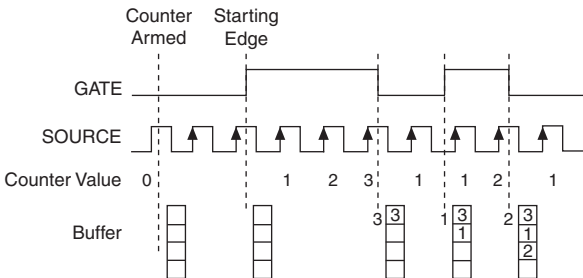 Counter Armed
Starting Edge
GATE
SOURCE
Counter Value 0 1 2 3 1 1 2 1
Buffer
3 3
1 3 1
2 3 1 2